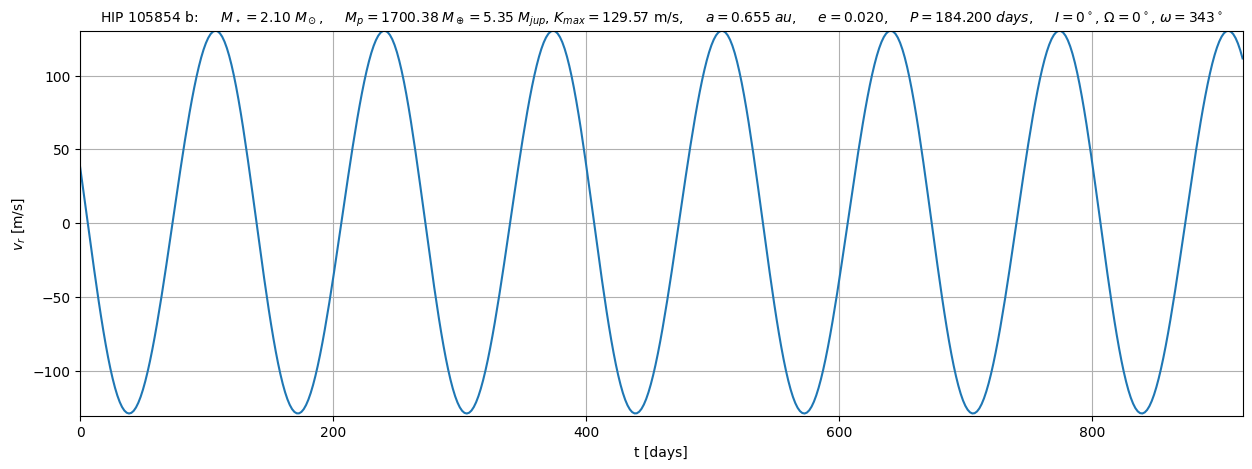 HIP 105854 b: M⋆ = 2.10 M⊙, Mp = 1700.38 M⊕ = 5.35 Mjup, Kmax = 129.57 m/s, a = 0.655 au, e = 0.020, P = 184.200 days, I = 0°, Ω = 0°, ω = 343°
100
50
0
−50
−100
vr [m/s]
0 200 400 600 800
t [days]